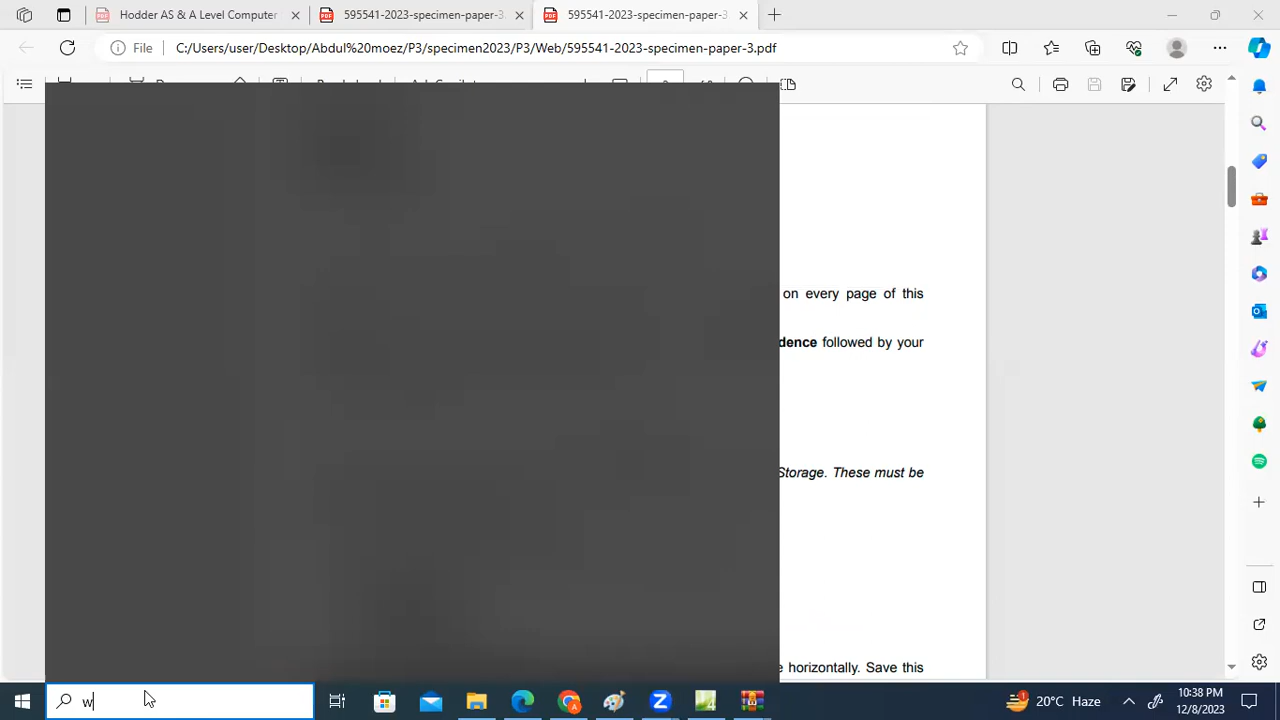 Hodder AS & A Level Computer
595541-2023-specimen-paper-3.
595541-2023-specimen-paper-3.
File
C:/Users/user/Desktop/Abdul%20moez/P3/specimen2023/P3/Web/595541-2023-specimen-paper-3.pdf
on every page of this
dence followed by your
Storage. These must be
e horizontally. Save this
w
20°C Haze
10:38 PM
12/8/2023